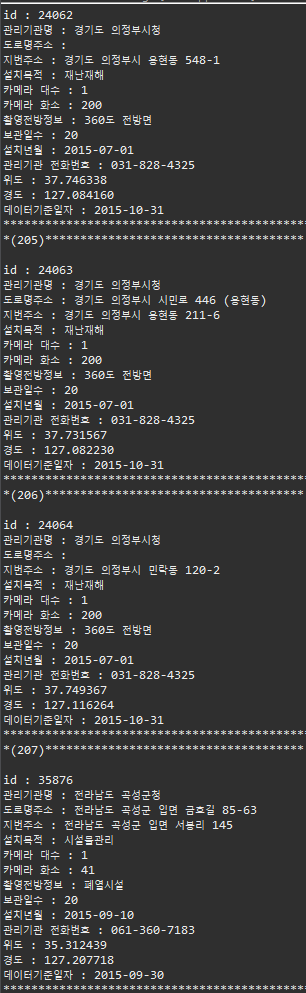 id : 24062
관리기관명 : 경기도 의정부시청
도로명주소 :
지번주소 : 경기도 의정부시 용현동 548-1
설치목적 : 재난재해
카메라 대수 : 1
카메라 화소 : 200
촬영전방정보 : 360도 전방면
보관일수 : 20
설치년월 : 2015-07-01
관리기관 전화번호 : 031-828-4325
위도 : 37.746338
경도 : 127.084160
데이터기준일자 : 2015-10-31
*******************************************
*(205)*************************************
id : 24063
관리기관명 : 경기도 의정부시청
도로명주소 : 경기도 의정부시 시민로 446 (용현동)
지번주소 : 경기도 의정부시 용현동 211-6
설치목적 : 재난재해
카메라 대수 : 1
카메라 화소 : 200
촬영전방정보 : 360도 전방면
보관일수 : 20
설치년월 : 2015-07-01
관리기관 전화번호 : 031-828-4325
위도 : 37.731567
경도 : 127.082230
데이터기준일자 : 2015-10-31
*******************************************
*(206)*************************************
id : 24064
관리기관명 : 경기도 의정부시청
도로명주소 :
지번주소 : 경기도 의정부시 민락동 120-2
설치목적 : 재난재해
카메라 대수 : 1
카메라 화소 : 200
촬영전방정보 : 360도 전방면
보관일수 : 20
설치년월 : 2015-07-01
관리기관 전화번호 : 031-828-4325
위도 : 37.749367
경도 : 127.116264
데이터기준일자 : 2015-10-31
*******************************************
*(207)*************************************
id : 35876
관리기관명 : 전라남도 곡성군청
도로명주소 : 전라남도 곡성군 입면 금호길 85-63
지번주소 : 전라남도 곡성군 입면 서봉리 145
설치목적 : 시설물관리
카메라 대수 : 1
카메라 화소 : 41
촬영전방정보 : 폐열시설
보관일수 : 20
설치년월 : 2015-09-10
관리기관 전화번호 : 061-360-7183
위도 : 35.312439
경도 : 127.207718
데이터기준일자 : 2015-09-30
*******************************************